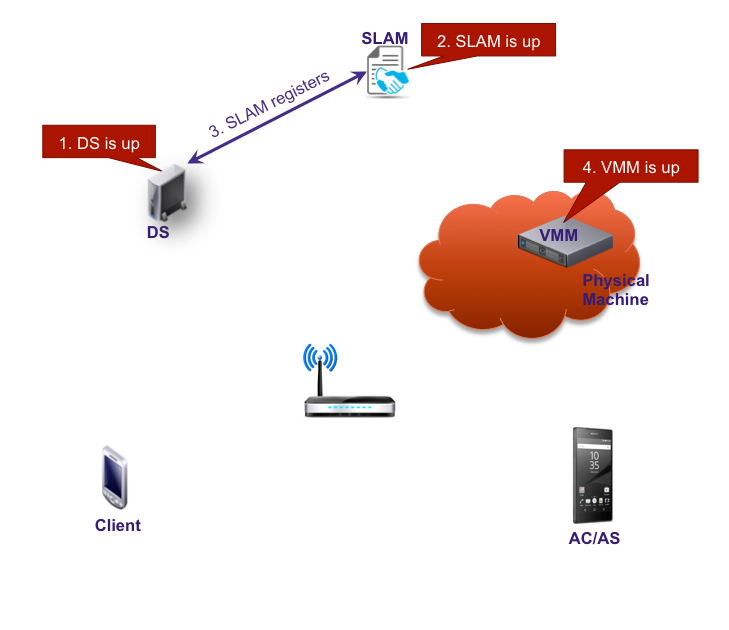 SLAM
2. SLAM is up
3. SLAM registers
1. DS is up
4. VMM is up
DS
VMM
Physical
Machine
10
35
Client
AC/AS